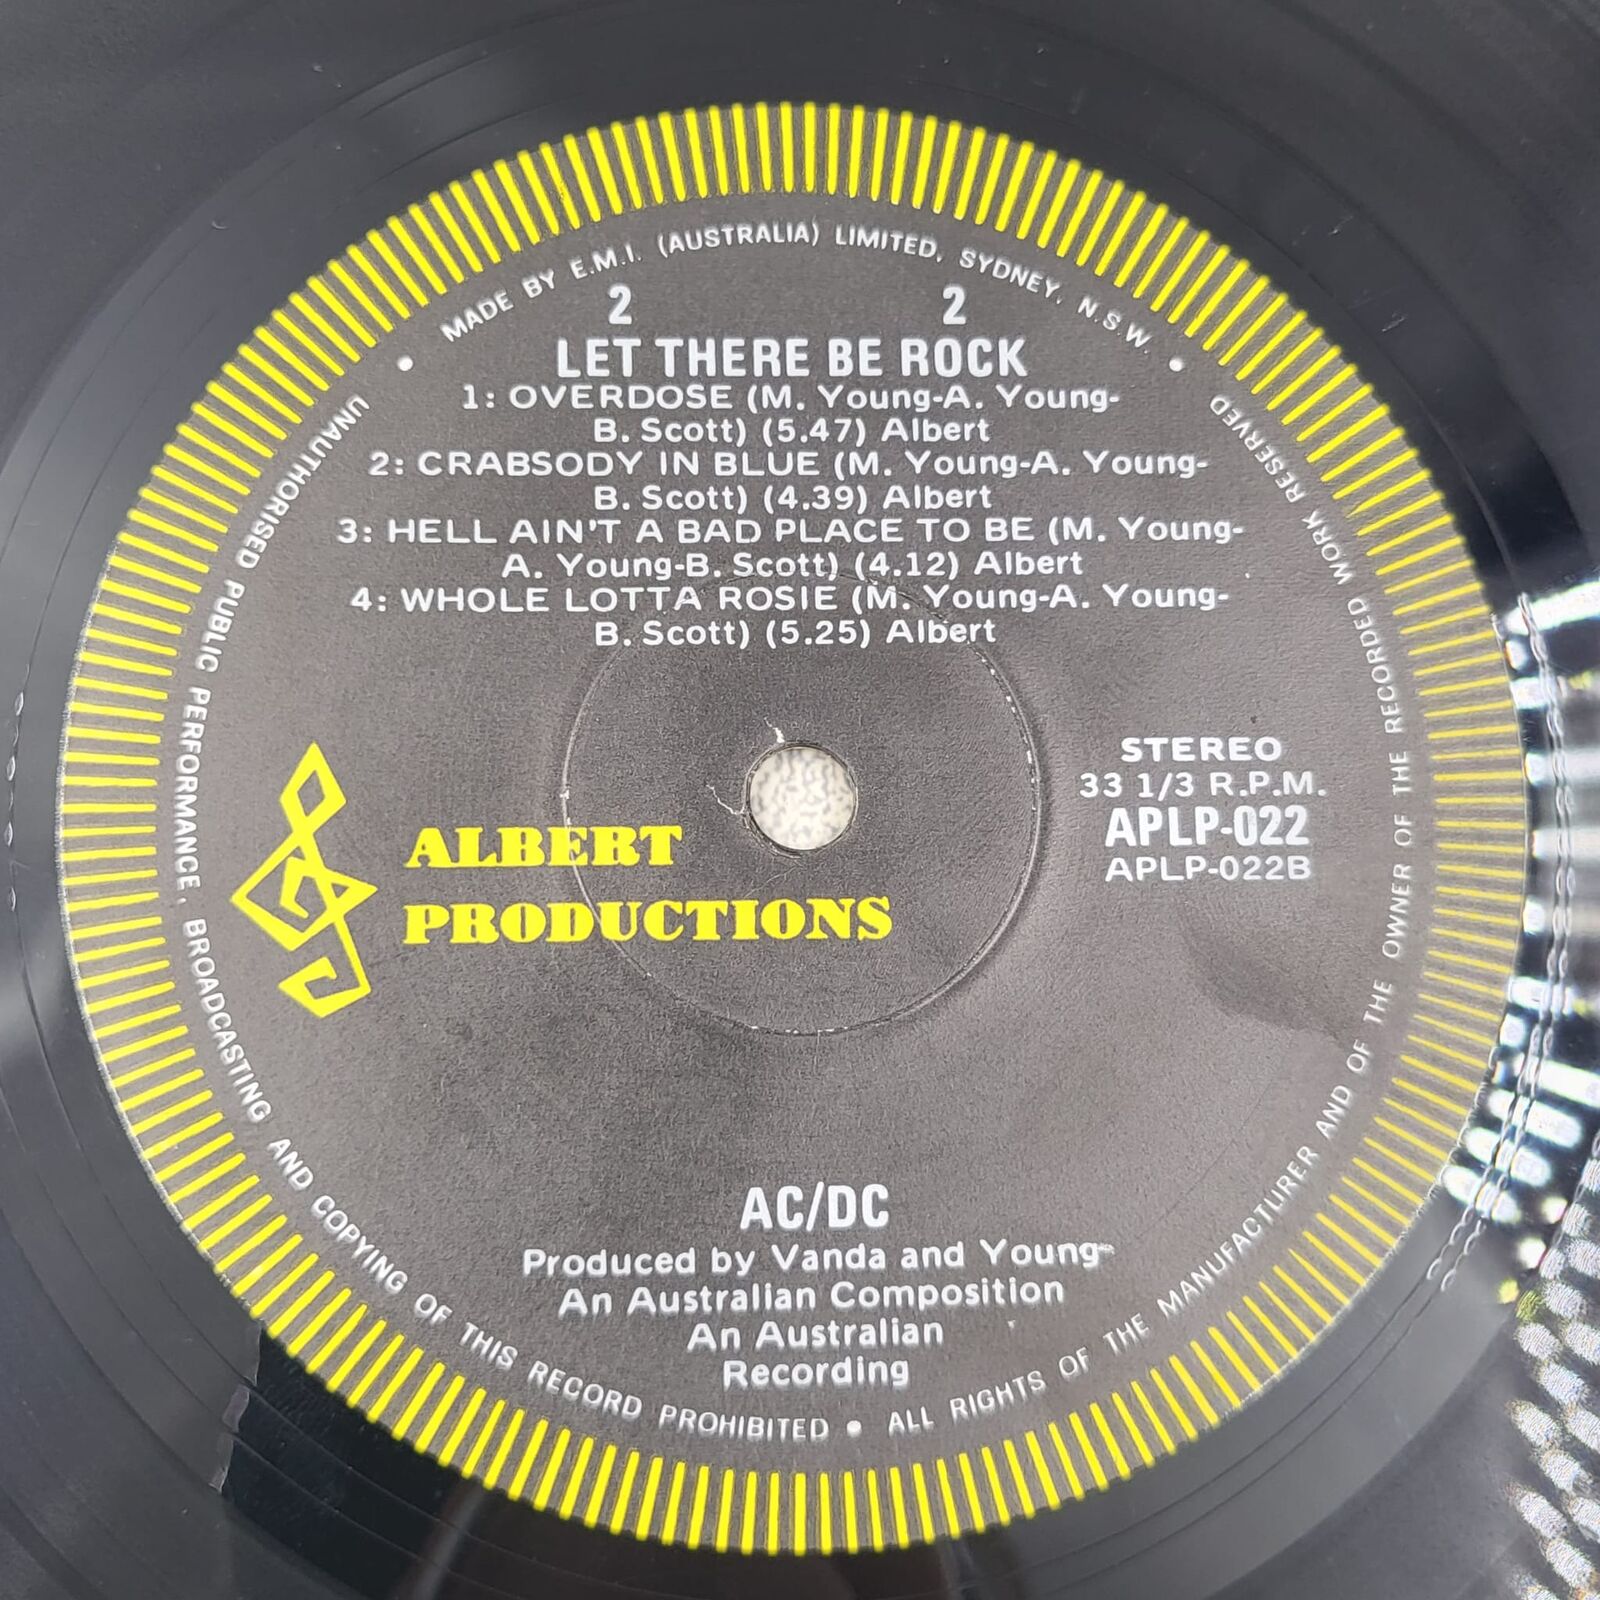 MADE BY E.M.I. (AUSTRALIA) LIMITED, SYDNEY, N.S.W.
2 2
LET THERE BE ROCK
1: OVERDOSE (M. Young-A. Young-
B. Scott) (5.47) Albert
2: CRABSODY IN BLUE (M. Young-A. Young-
B. Scott) (4.39) Albert
3: HELL AIN'T A BAD PLACE TO BE (M. Young-
A. Young-B. Scott) (4.12) Albert
4: WHOLE LOTTA ROSIE (M. Young-A. Young-
B. Scott) (5.25) Albert
STEREO
33 1/3 R.P.M.
APLP-022
APLP-022B
ALBERT
PRODUCTIONS
AC/DC
Produced by Vanda and Young
An Australian Composition
An Australian
Recording
UNAUTHORISED PUBLIC PERFORMANCE, BROADCASTING AND COPYING OF THIS RECORD PROHIBITED • ALL RIGHTS OF THE MANUFACTURER AND OF THE OWNER OF THE RECORDED WORK RESERVED